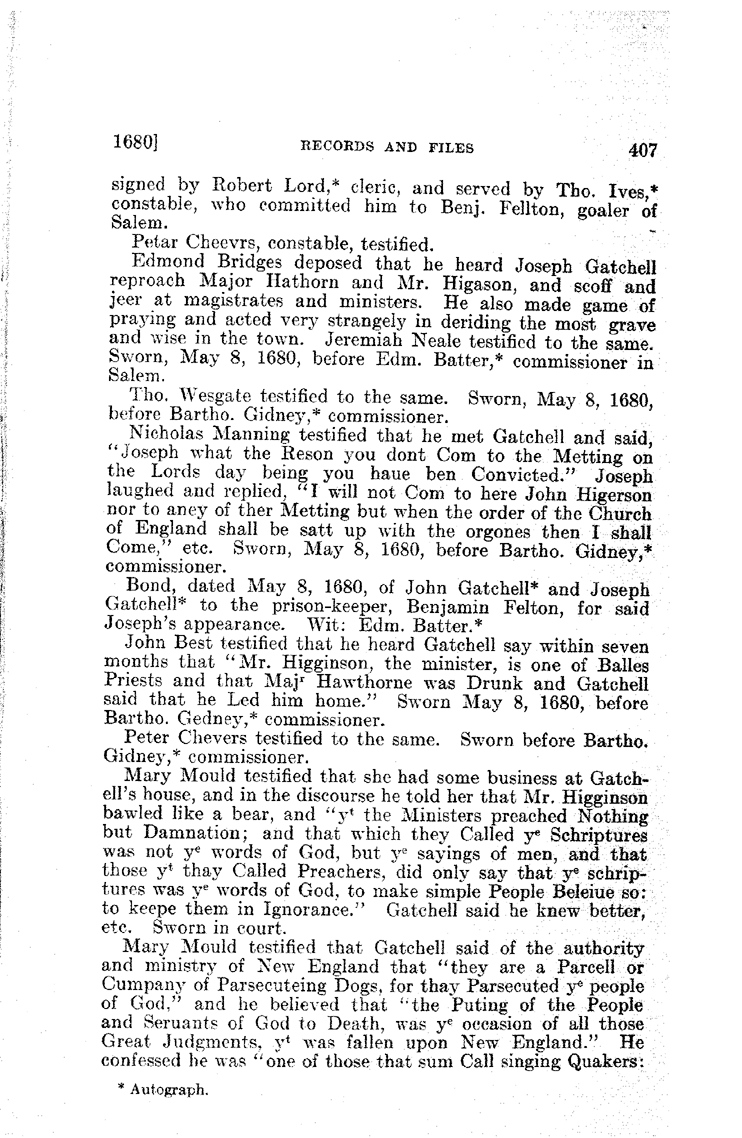 1680]	RECORDS AND FILES	407
signed by Robert Lord,* cleric, and served by Tho. Ives,*
constable, who committed him to Benj. Fellton, goaler of
Salem.
Petar Cheevrs, constable, testified.
Edmond Bridges deposed that he heard Joseph Gatchell
reproach Major Hathorn and Mr. Higason, and scoff and
jeer at magistrates and ministers. He also made game of
praying and acted very strangely in deriding the most grave
and wise in the town. Jeremiah Neale testified to the same.
Sworn, May 8, 1680, before Edm. Batter,* commissioner in
Salem.
Tho. Wesgate testified to the same. Sworn, May 8, 1680,
before Bartho. Gidney,* commissioner.
Nicholas Manning testified that he met Gatchell and said,
“Joseph what the Reson you dont Com to the Metting on
the Lords day being you haue ben Convicted.” Joseph
laughed and replied, “I will not Com to here John Higerson
nor to aney of ther Metting but when the order of the Church
of England shall be satt up with the orgones then I shall
Come,” etc. Sworn, May 8, 1680, before Bartho. Gidney,*
commissioner.
Bond, dated May 8, 1680, of John Gatchell* and Joseph
Gatchell* to the prison-keeper, Benjamin Felton, for said
Joseph's appearance. Wit: Edm. Batter.*
John Best testified that he heard Gatchell say within seven
months that “Mr. Higginson, the minister, is one of Balles
Priests and that Majʳ Hawthorne was Drunk and Gatchell
said that he Led him home.” Sworn May 8, 1680, before
Bartho. Gedney,* commissioner.
Peter Chevers testified to the same. Sworn before Bartho.
Gidney,* commissioner.
Mary Mould testified that she had some business at Gatch-
ell's house, and in the discourse he told her that Mr. Higginson
bawled like a bear, and “yᵗ the Ministers preached Nothing
but Damnation; and that which they Called yᵉ Schriptures
was not yᵉ words of God, but yᵉ sayings of men, and that
those yᵗ thay Called Preachers, did only say that yᵉ schrip-
tures was yᵉ words of God, to make simple People Beleiue so:
to keepe them in Ignorance.” Gatchell said he knew better,
etc. Sworn in court.
Mary Mould testified that Gatchell said of the authority
and ministry of New England that “they are a Parcell or
Cumpany of Parsecuteing Dogs, for thay Parsecuted yᵉ people
of God,” and he believed that “the Puting of the People
and Seruants of God to Death, was yᵉ occasion of all those
Great Judgments, yᵗ was fallen upon New England.” He
confessed he was “one of those that sum Call singing Quakers:
* Autograph.